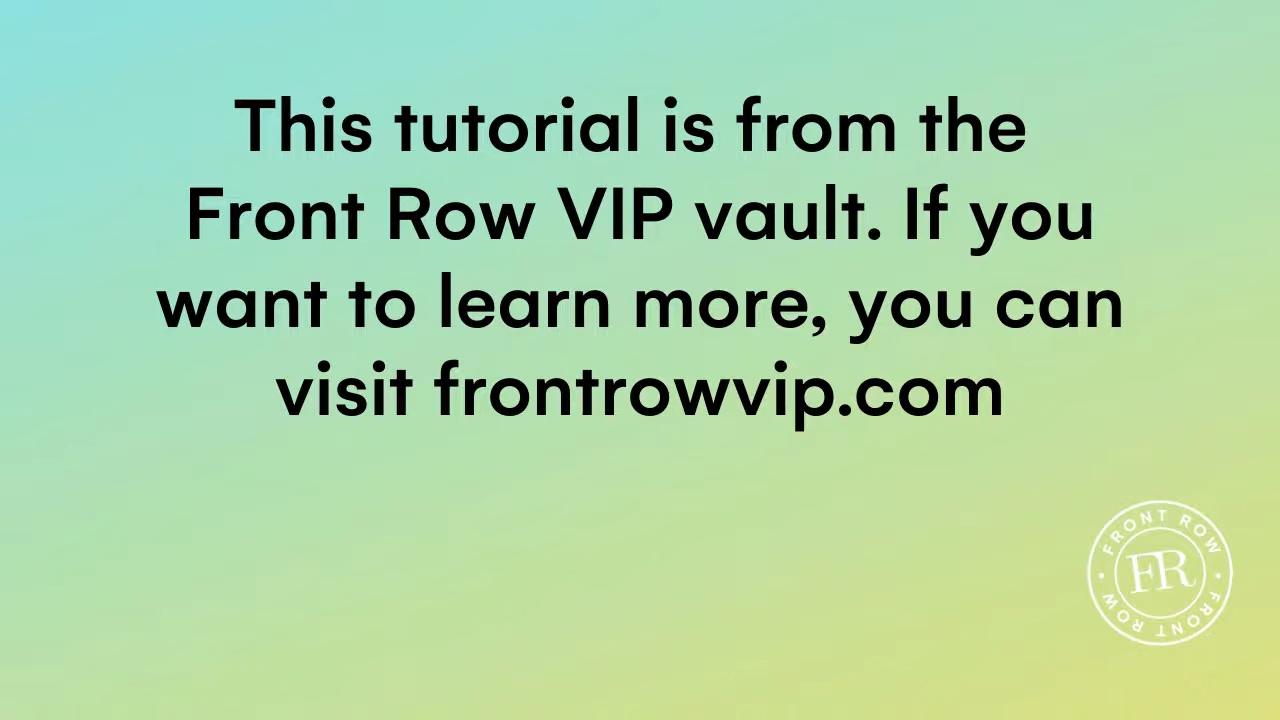 This tutorial is from the
Front Row VIP vault. If you
want to learn more, you can
visit frontrowvip.com
FRONT ROW • FRONT ROW •
FR